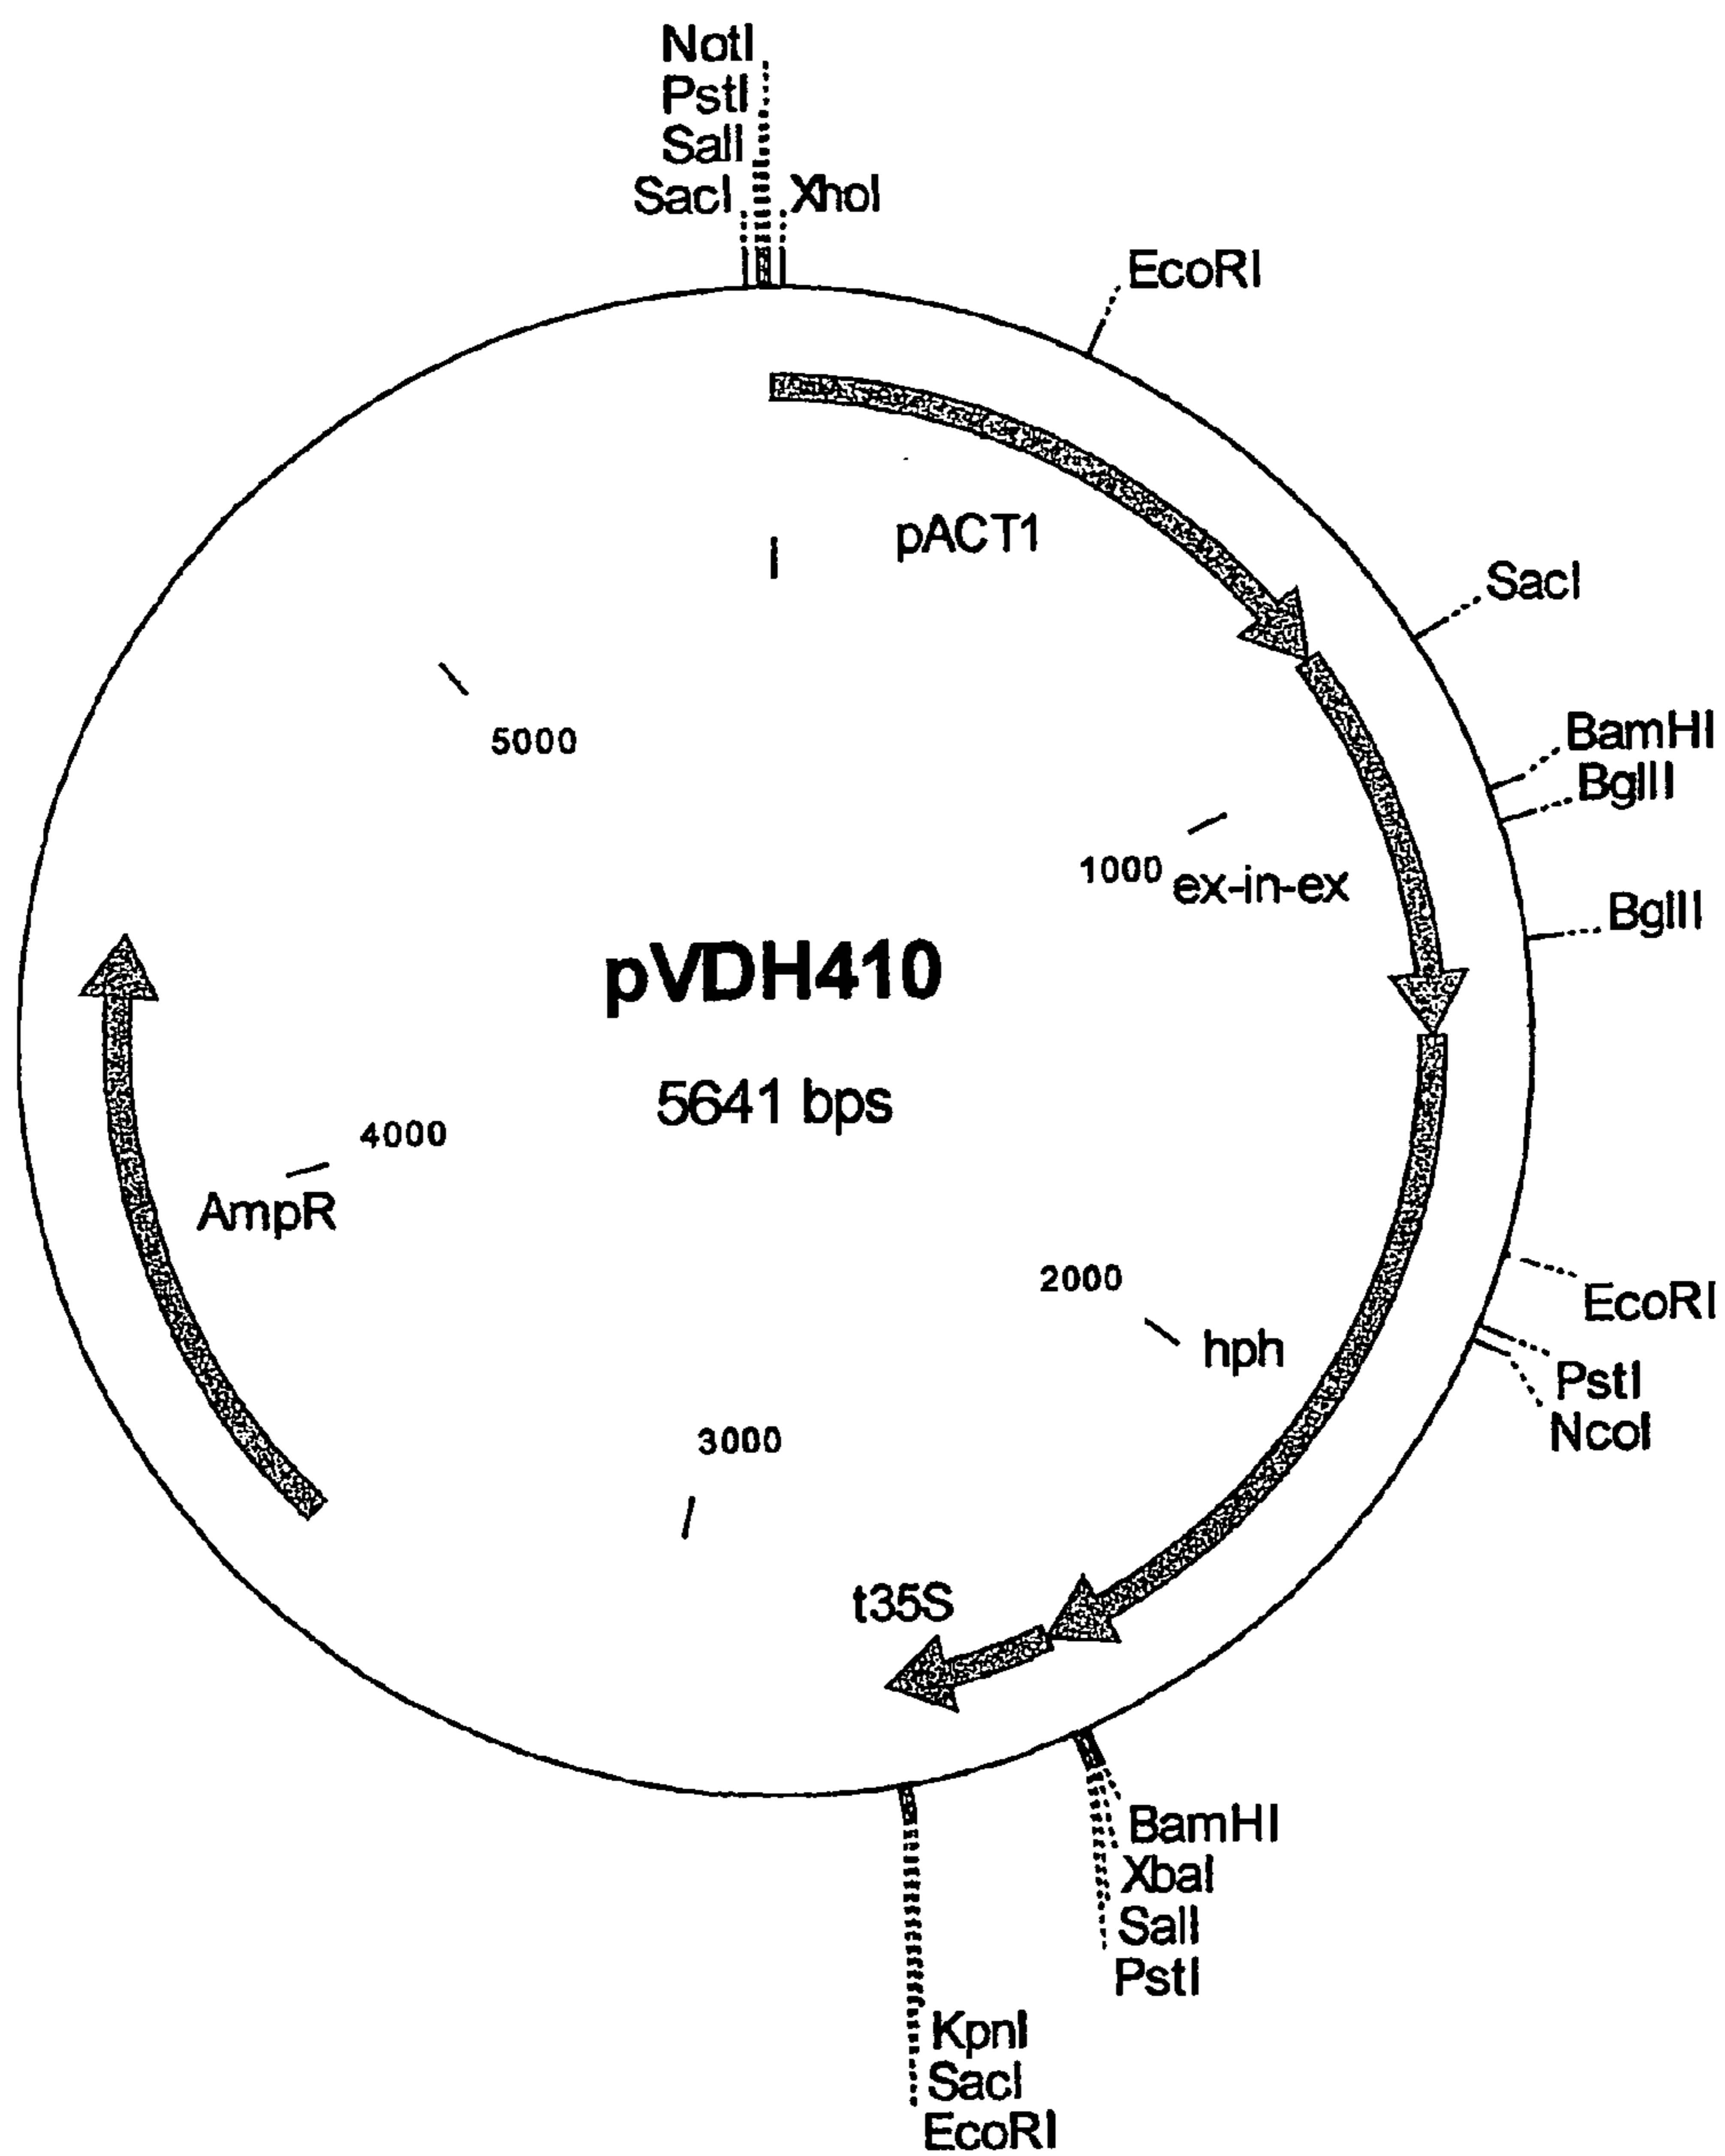 NotI
PstI
SalI
SacI
XhoI
EcoRI
pACT1
SacI
BamHI
BglII
5000
1000
ex-in-ex
BglII
pVDH410
5641 bps
4000
AmpR
2000
EcoRI
hph
PstI
NcoI
3000
t35S
BamHI
XbaI
SalI
PstI
KpnI
SacI
EcoRI